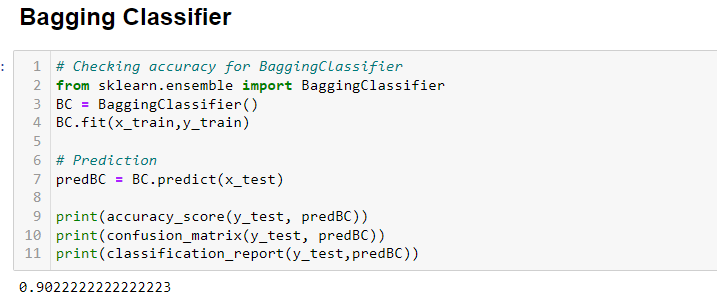 Bagging Classifier
:
1 # Checking accuracy for BaggingClassifier
2 from sklearn.ensemble import BaggingClassifier
3 BC = BaggingClassifier()
4 BC.fit(x_train,y_train)
5
6 # Prediction
7 predBC = BC.predict(x_test)
8
9 print(accuracy_score(y_test, predBC))
10 print(confusion_matrix(y_test, predBC))
11 print(classification_report(y_test,predBC))
0.9022222222222223